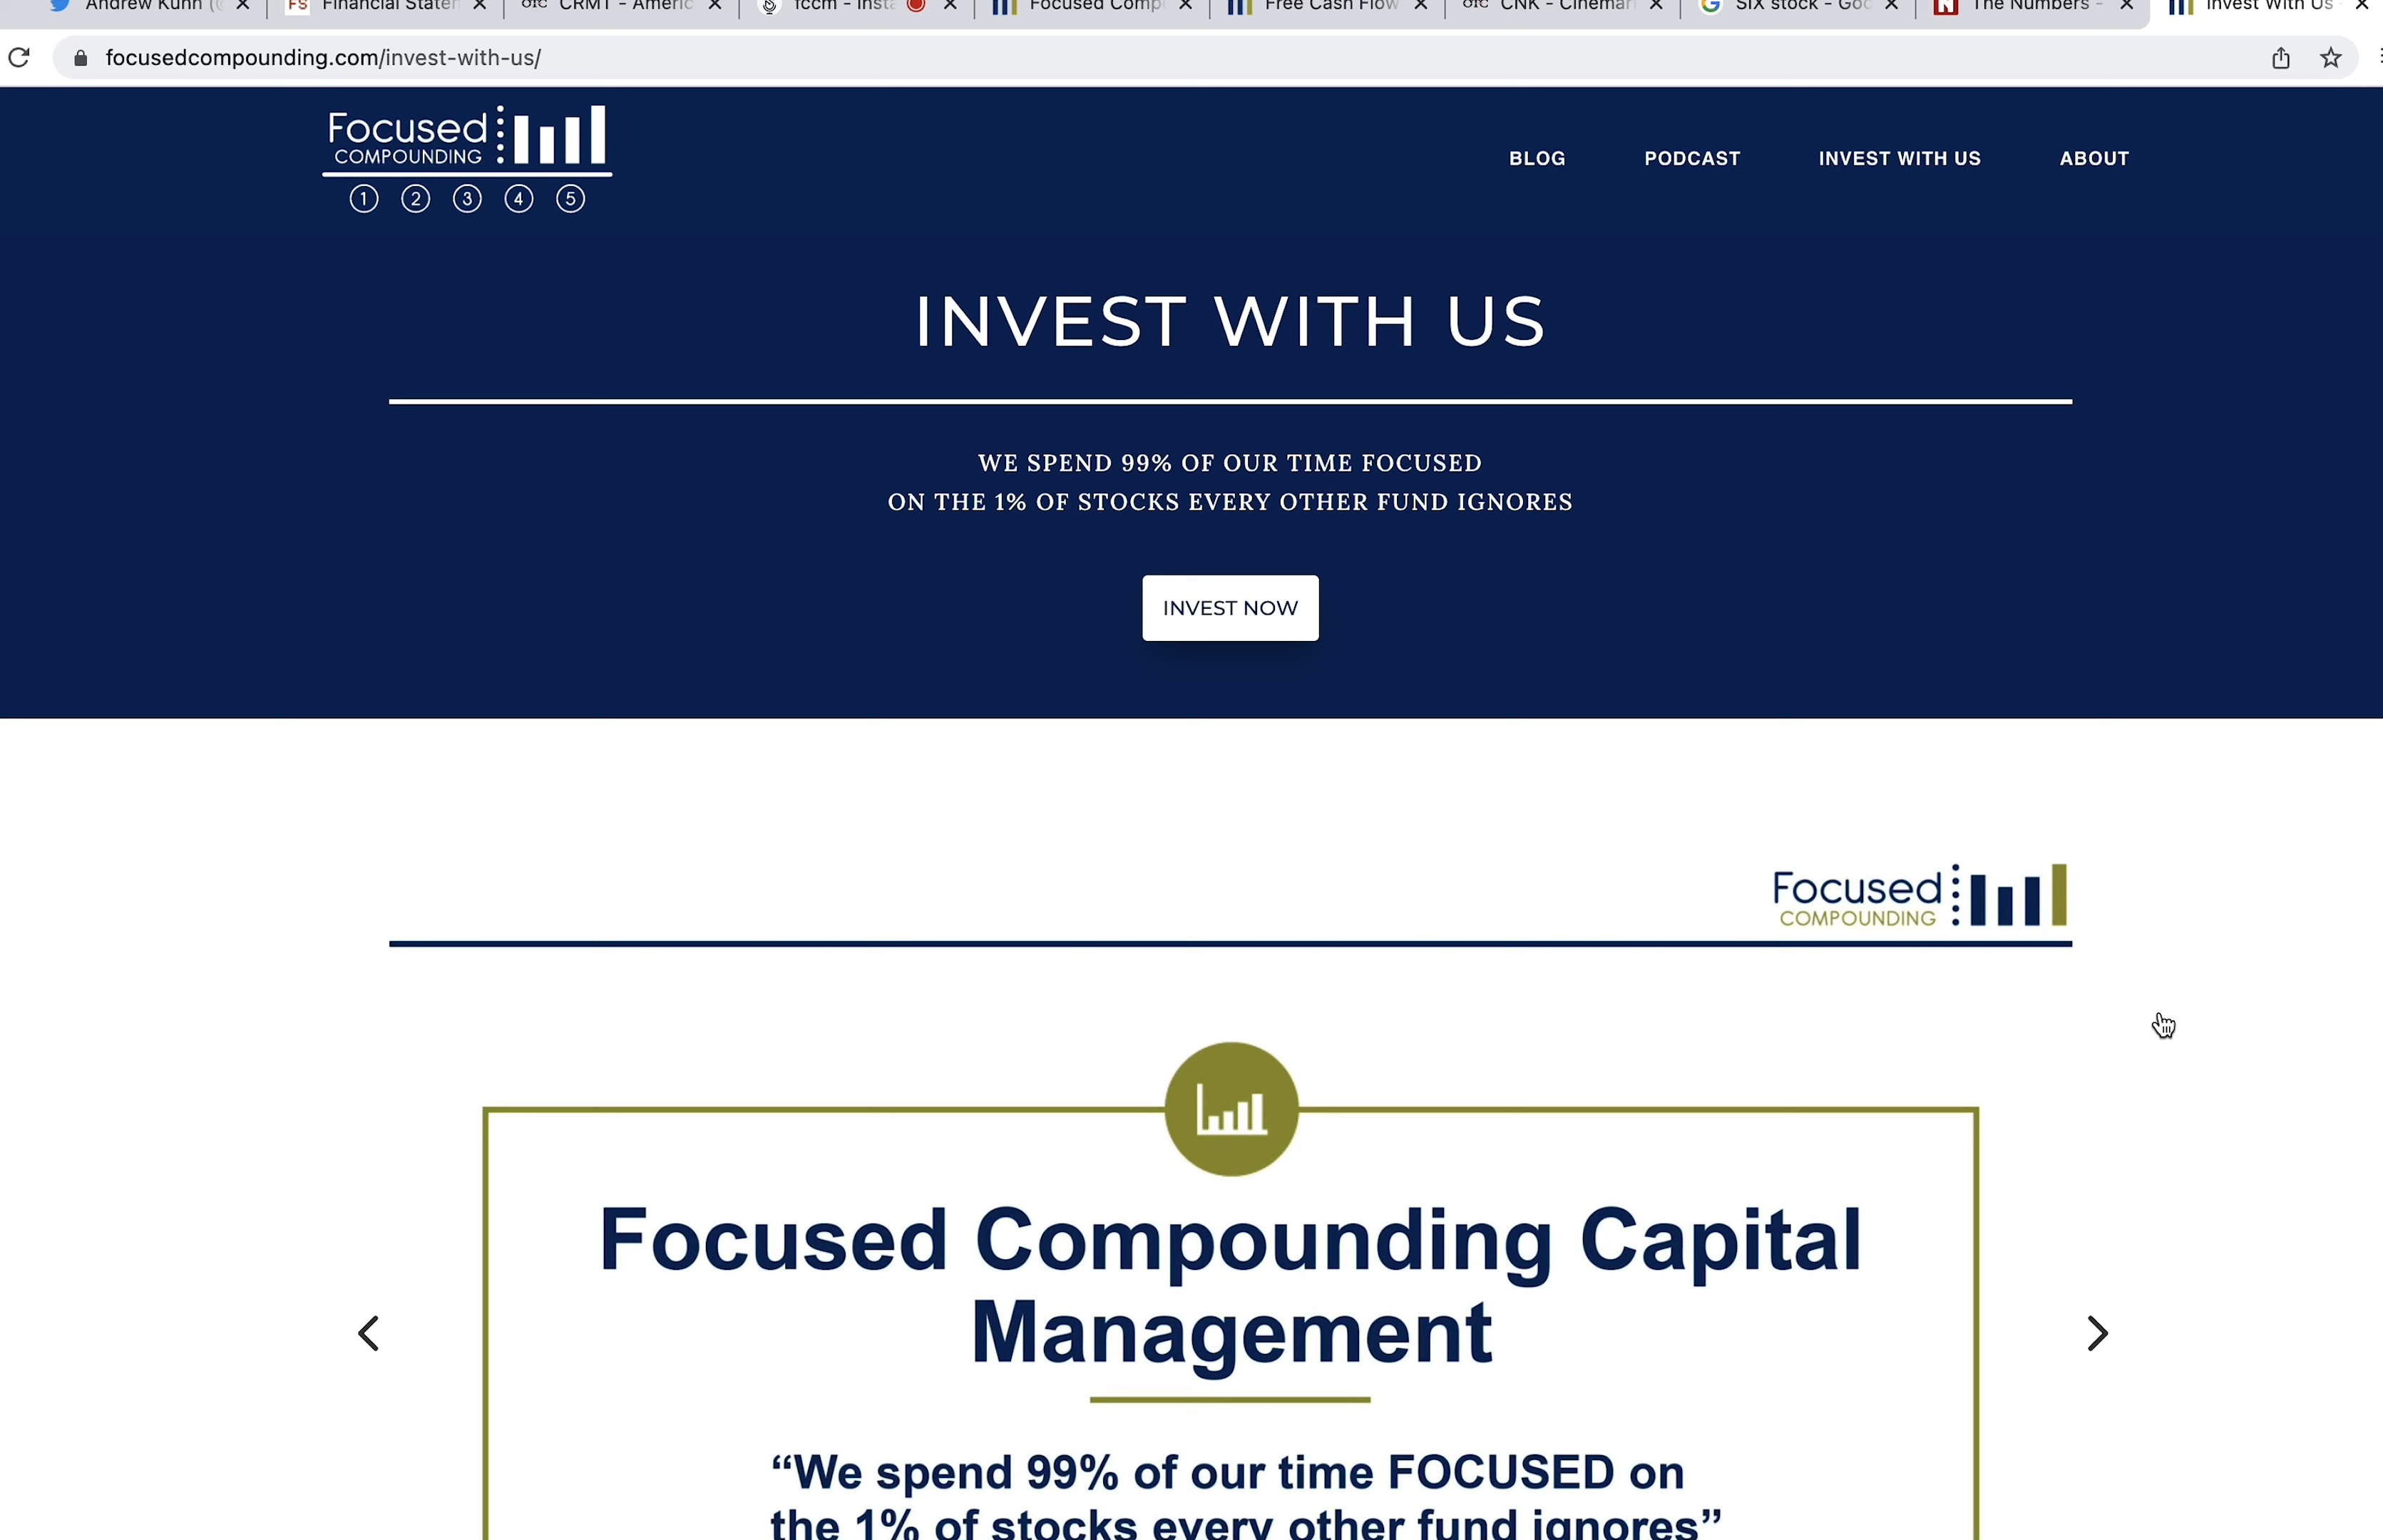 Andrew Kuhn (
FS Financial Staten
CRMT - Americ
fccm - Insta
Focused Comp
Free Cash Flow
CNK - Cinemar
G SIX stock - Goo
N The Numbers -
Invest With Us
focusedcompounding.com/invest-with-us/
Focused
COMPOUNDING
1 2 3 4 5
BLOG PODCAST INVEST WITH US ABOUT
INVEST WITH US
WE SPEND 99% OF OUR TIME FOCUSED
ON THE 1% OF STOCKS EVERY OTHER FUND IGNORES
INVEST NOW
Focused
COMPOUNDING
Focused Compounding Capital
Management
“We spend 99% of our time FOCUSED on
the 1% of stocks every other fund ignores”